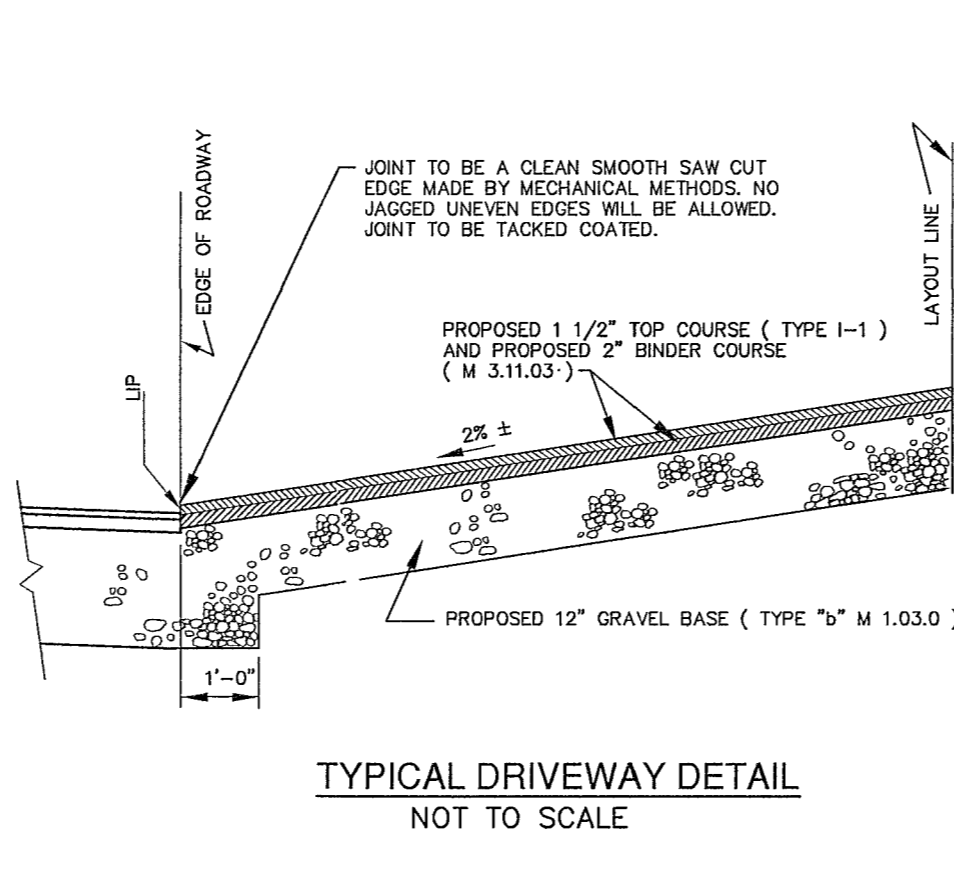 EDGE OF ROADWAY
JOINT TO BE A CLEAN SMOOTH SAW CUT
EDGE MADE BY MECHANICAL METHODS. NO
JAGGED UNEVEN EDGES WILL BE ALLOWED.
JOINT TO BE TACKED COATED.
LAYOUT LINE
PROPOSED 1 1/2" TOP COURSE ( TYPE I-1 )
AND PROPOSED 2" BINDER COURSE
( M 3.11.03 )
LIP
2% ±
PROPOSED 12" GRAVEL BASE ( TYPE "b" M 1.03.0 )
1'-0"
TYPICAL DRIVEWAY DETAIL
NOT TO SCALE